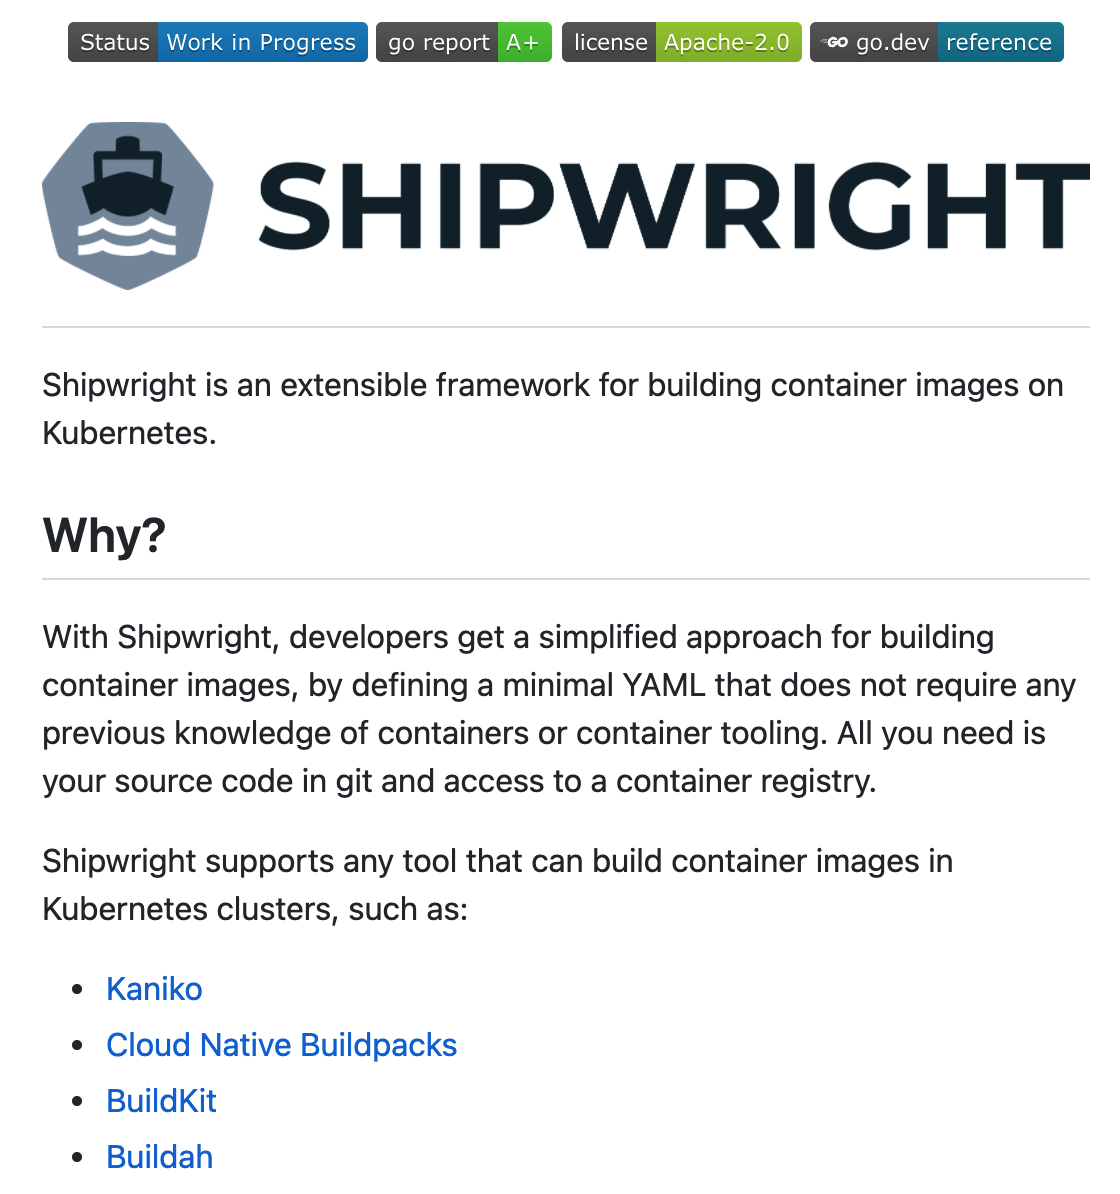 Status Work in Progress go report A+ license Apache-2.0 GO go.dev reference
SHIPWRIGHT
Shipwright is an extensible framework for building container images on
Kubernetes.
Why?
With Shipwright, developers get a simplified approach for building
container images, by defining a minimal YAML that does not require any
previous knowledge of containers or container tooling. All you need is
your source code in git and access to a container registry.
Shipwright supports any tool that can build container images in
Kubernetes clusters, such as:
• Kaniko
• Cloud Native Buildpacks
• BuildKit
• Buildah